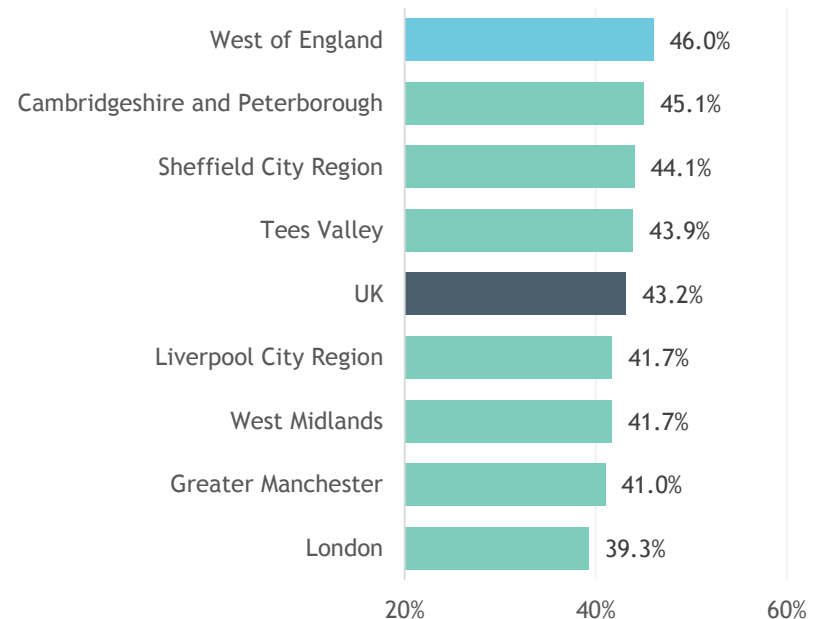 West of England 46.0%
Cambridgeshire and Peterborough 45.1%
Sheffield City Region 44.1%
Tees Valley 43.9%
UK 43.2%
Liverpool City Region 41.7%
West Midlands 41.7%
Greater Manchester 41.0%
London 39.3%
20% 40% 60%